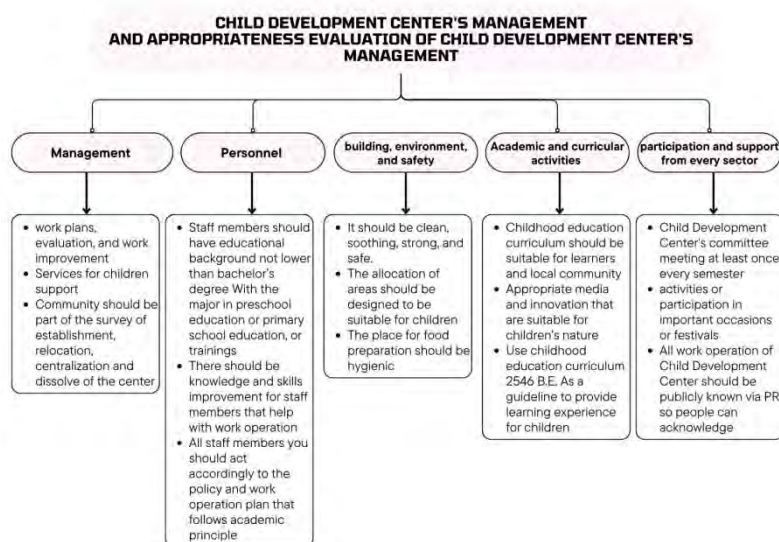 CHILD DEVELOPMENT CENTER'S MANAGEMENT
AND APPROPRIATENESS EVALUATION OF CHILD DEVELOPMENT CENTER'S
MANAGEMENT
Management
Personnel
building, environment,
and safety
Academic and curricular
activities
participation and support
from every sector
• work plans,
evaluation, and work
improvement
• Services for children
support
• Community should be
part of the survey of
establishment,
relocation,
centralization and
dissolve of the center
• Staff members should
have educational
background not lower
than bachelor's
degree With the
major in preschool
education or primary
school education, or
trainings
• There should be
knowledge and skills
improvement for staff
members that help
with work operation
• All staff members you
should act
accordingly to the
policy and work
operation plan that
follows academic
principle
• It should be clean,
soothing, strong, and
safe.
• The allocation of
areas should be
designed to be
suitable for children
• The place for food
preparation should be
hygienic
• Childhood education
curriculum should be
suitable for learners
and local community
• Appropriate media
and innovation that
are suitable for
children's nature
• Use childhood
education curriculum
2546 B.E. As a
guideline to provide
learning experience
for children
• Child Development
Center's committee
meeting at least once
every semester
• activities or
participation in
important occasions
or festivals
• All work operation of
Child Development
Center should be
publicly known via PR
so people can
acknowledge